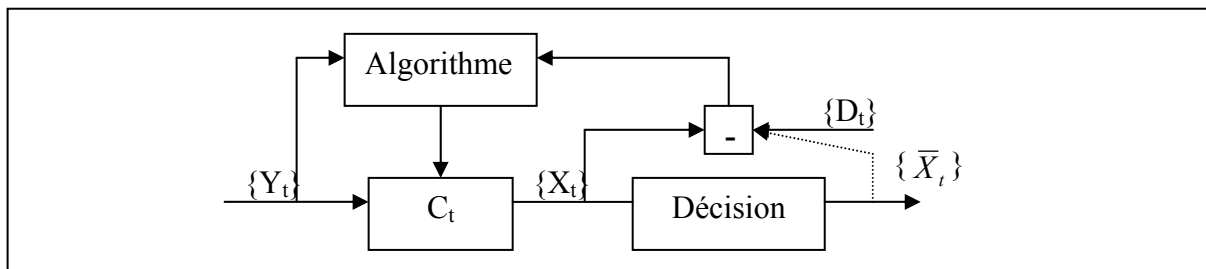 Algorithme
{D_t}
-
{Y_t}
C_t
{X_t}
Décision
{X̅_t}